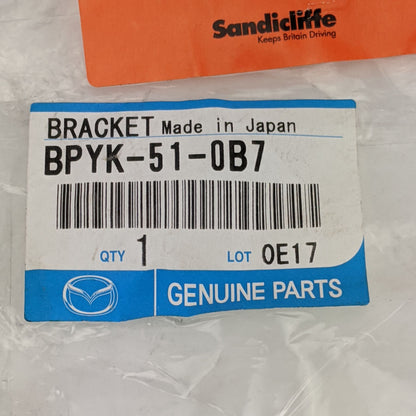 Sandicliffe
Keeps Britain Driving
BRACKET Made in Japan
BPYK-51-0B7
QTY 1 LOT 0E17
GENUINE PARTS